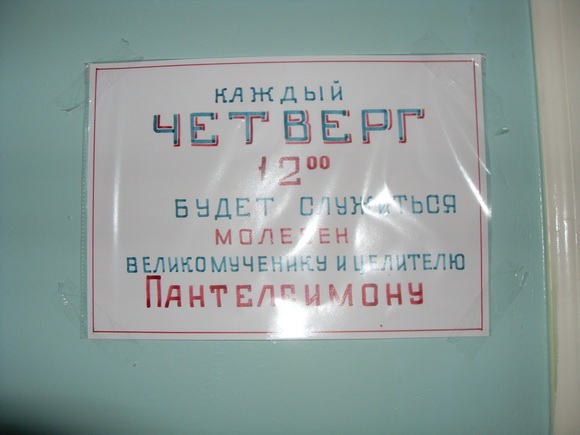 КАЖДЫЙ
ЧЕТВЕРГ
12⁰⁰
БУДЕТ СЛУЖИТЬСЯ
МОЛЕБЕН
ВЕЛИКОМУЧЕНИКУ И ЦЕЛИТЕЛЮ
ПАНТЕЛЕИМОНУ